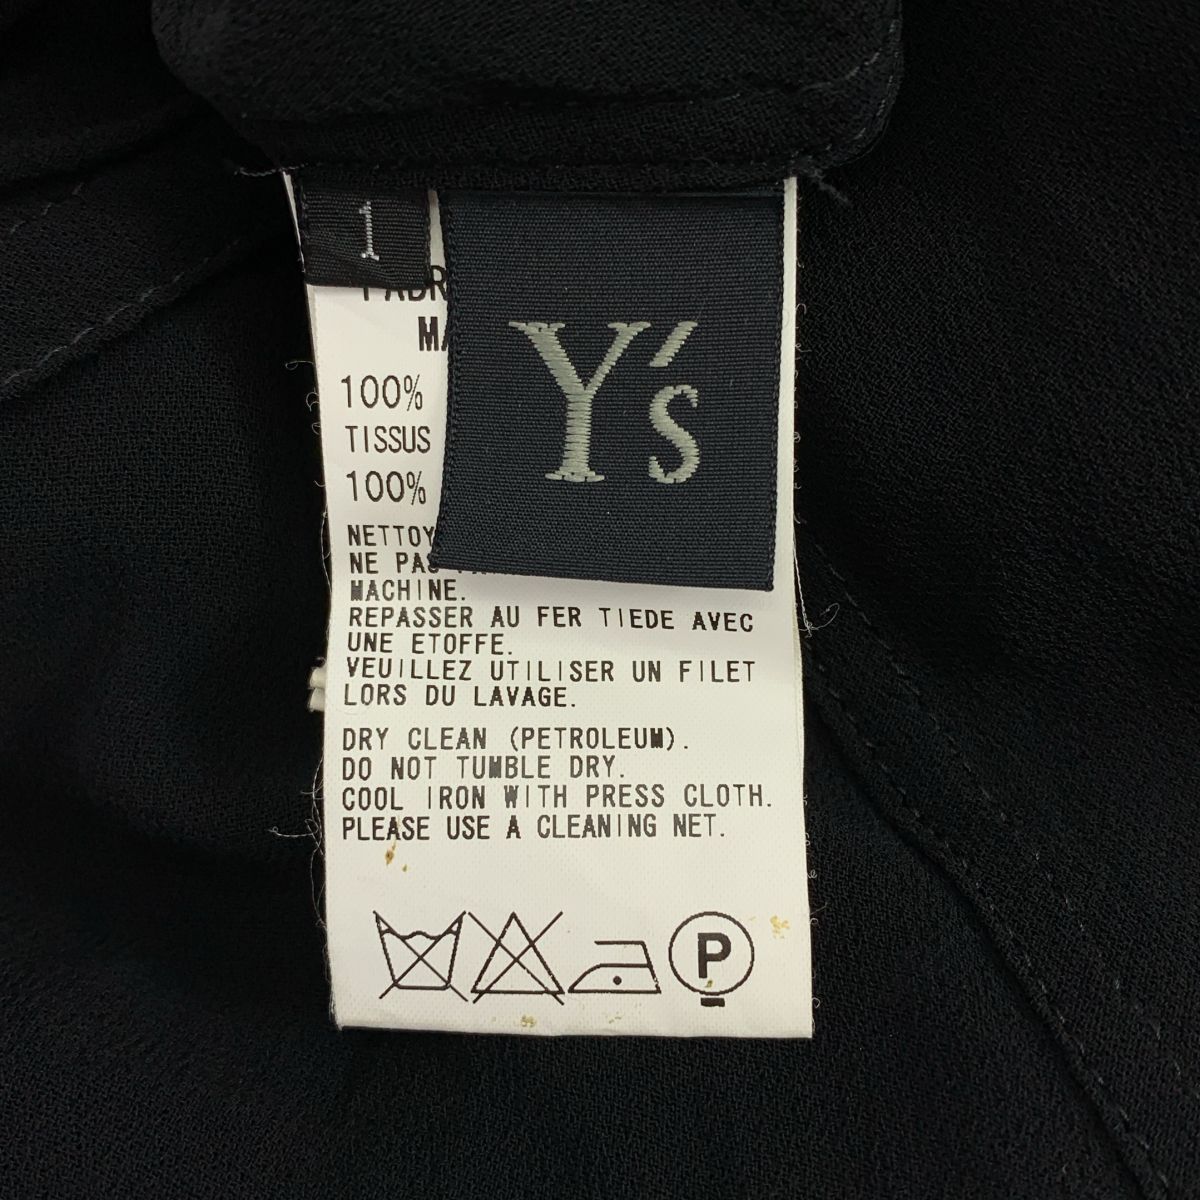 1
Y's
100%
TISSUS
100%
NETTOY
NE PAS
MACHINE.
REPASSER AU FER TIEDE AVEC
UNE ETOFFE.
VEUILLEZ UTILISER UN FILET
LORS DU LAVAGE.
DRY CLEAN (PETROLEUM).
DO NOT TUMBLE DRY.
COOL IRON WITH PRESS CLOTH.
PLEASE USE A CLEANING NET.
P